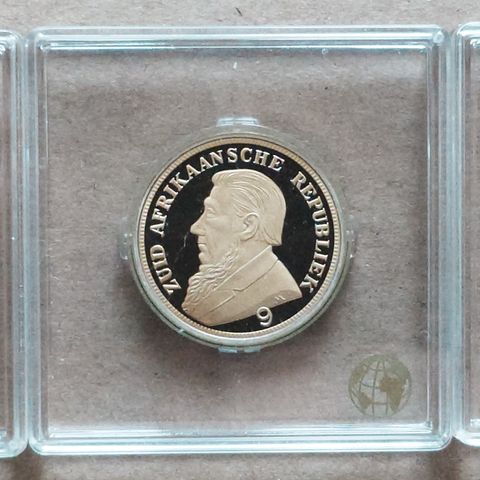 ZUID AFRIKAANSCHE REPUBLIEK
9